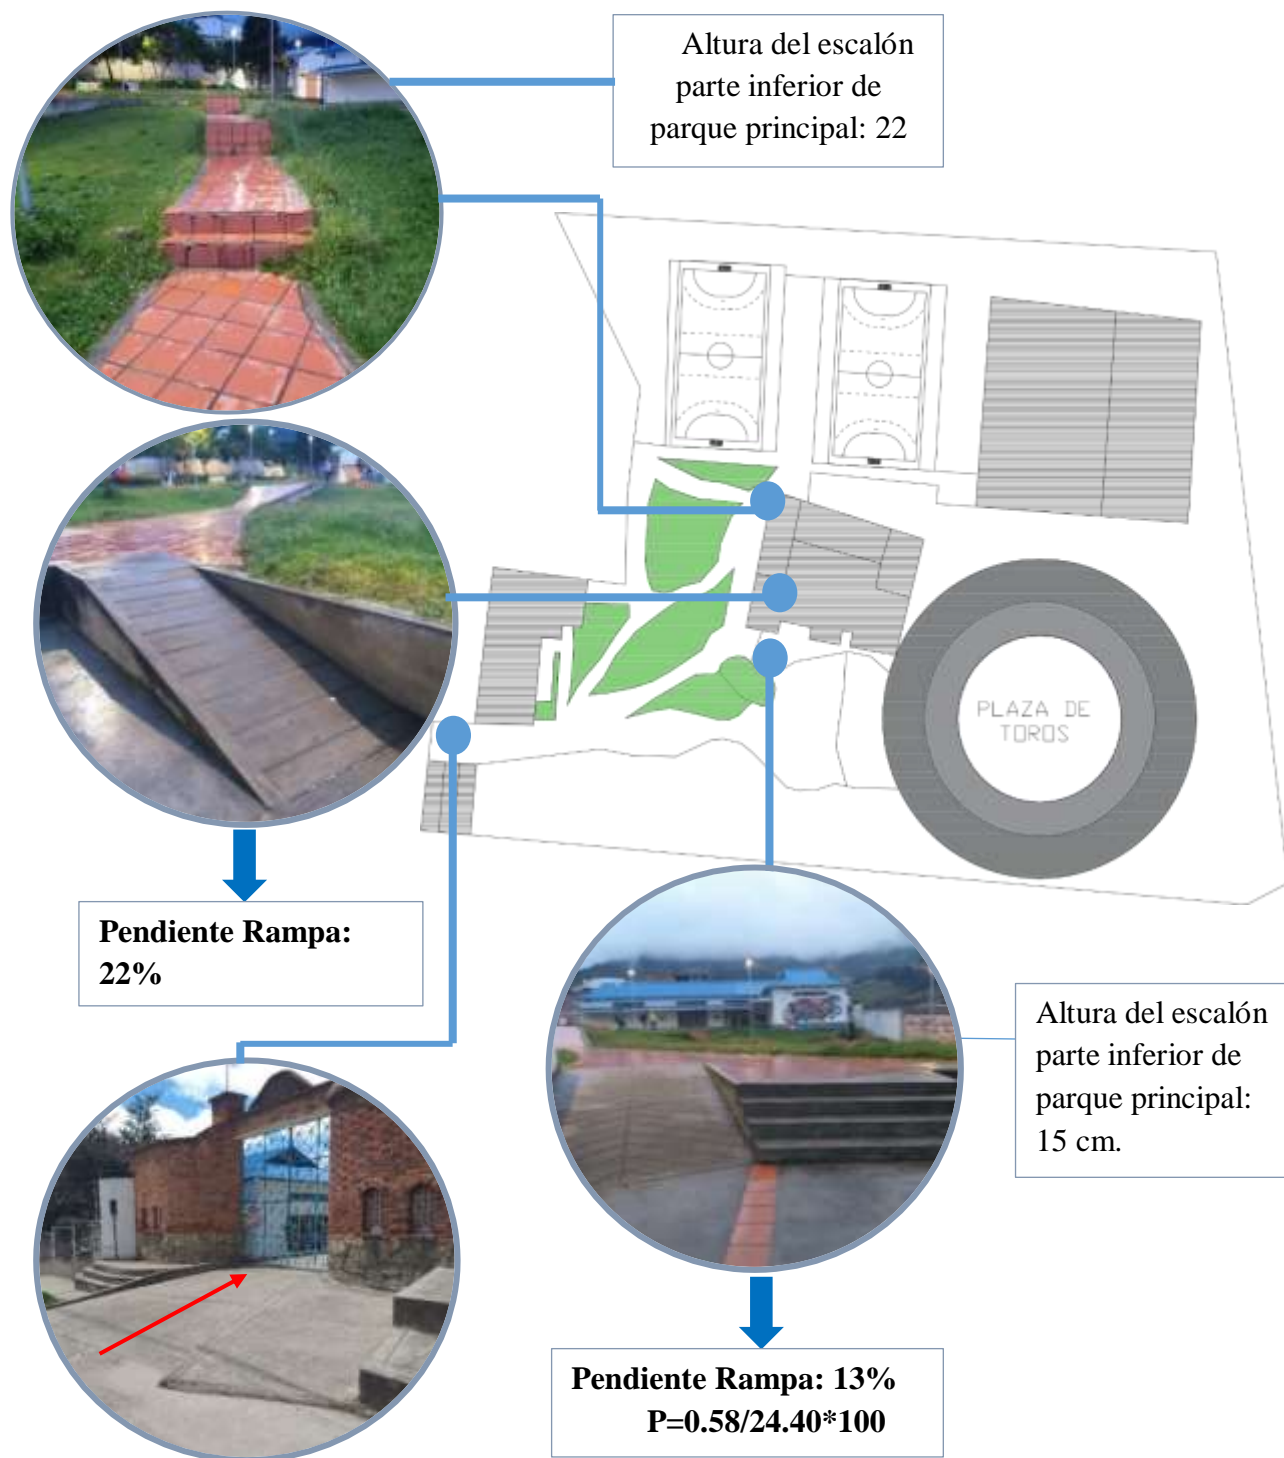 Altura del escalón
parte inferior de
parque principal: 22
PLAZA DE
TOROS
Pendiente Rampa:
22%
Altura del escalón
parte inferior de
parque principal:
15 cm.
Pendiente Rampa: 13%
P=0.58/24.40*100